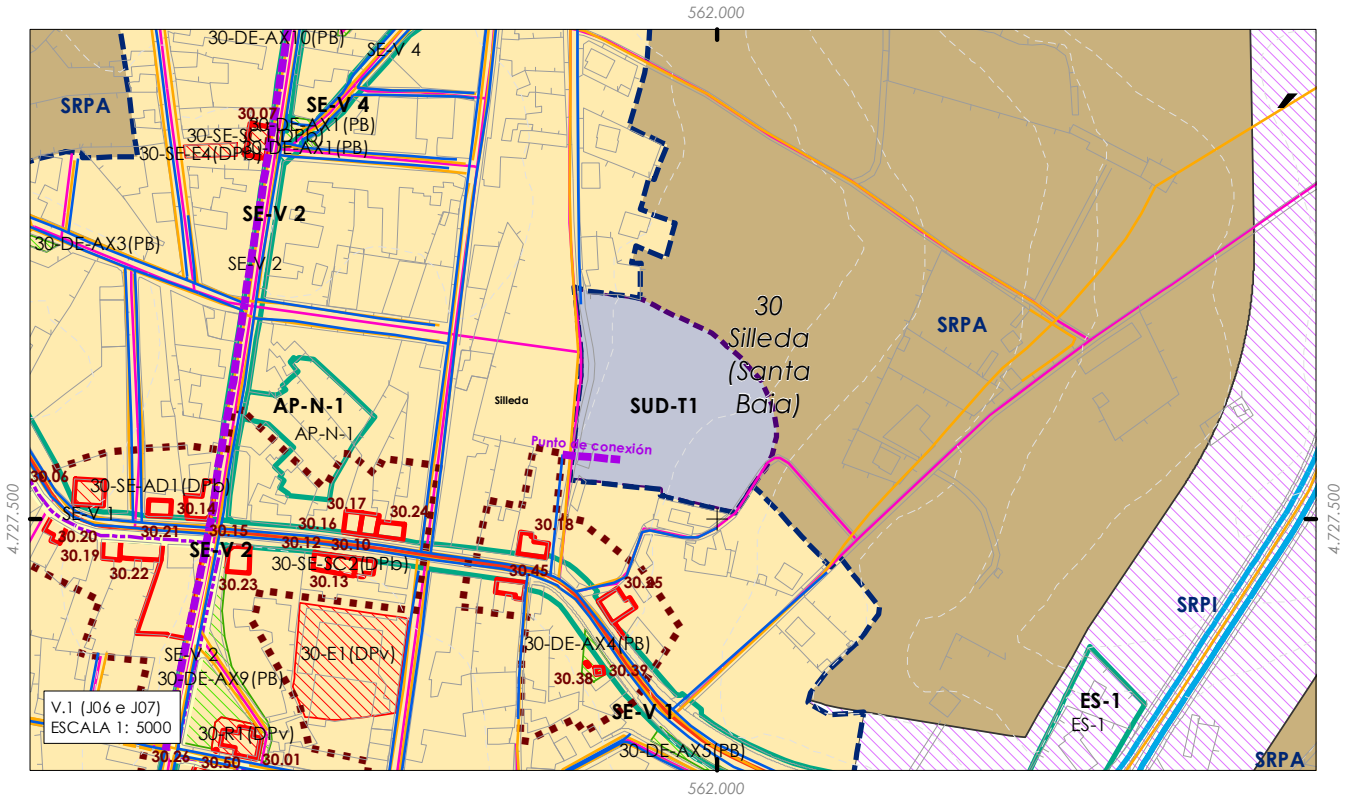 562.000
30-DE-AX10(PB)
SE-V 4
SRPA
SE-V 4
30.07
30-DE-AX1(PB)
30-SE-SC1(DPb)
30-SE-E4(DPb)
30-DE-AX1(PB)
SE-V 2
30-DE-AX3(PB)
SE-V 2
30
Silleda
(Santa
Baia)
SRPA
AP-N-1
Silleda
SUD-T1
AP-N-1
Punto de conexión
30.06
30-SE-AD1(DPb)
30.14
30.17
30.24
SE-V 1
30.16
30.18
4.727.500
4.727.500
30.20
30.21
30.15
30.12
30.10
30.19
SE-V 2
30-SE-SC2(DPb)
30.45
30.22
30.23
30.13
30.25
SRPI
30-DE-AX4(PB)
SE-V 2
30-E1(DPv)
30.39
30.38
30-DE-AX9(PB)
V.1 (J06 e J07)
ESCALA 1: 5000
SE-V 1
ES-1
ES-1
30-R1(DPv)
30-DE-AX5(PB)
30.26
30.50
30.01
SRPA
562.000